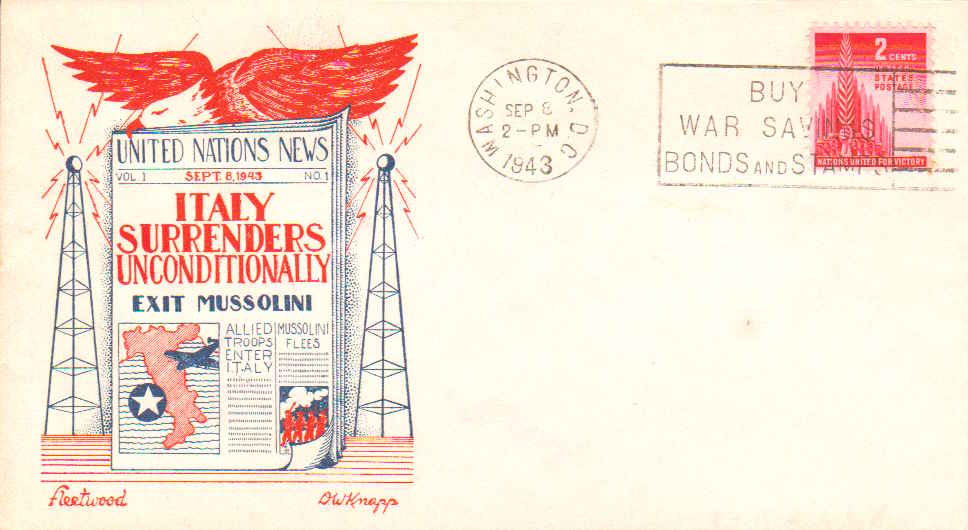 UNITED NATIONS NEWS
VOL. 1 SEPT. 8, 1943 NO. 1
ITALY
SURRENDERS
UNCONDITIONALLY
EXIT MUSSOLINI
ALLIED
TROOPS
ENTER
ITALY
MUSSOLINI
FLEES
Fleetwood
DWKnapp
WASHINGTON, D.C.
SEP 8
2-PM
1943
BUY
WAR SAVINGS
BONDS AND STAMPS
2 CENTS
UNITED
STATES
POSTAGE
NATIONS UNITED FOR VICTORY